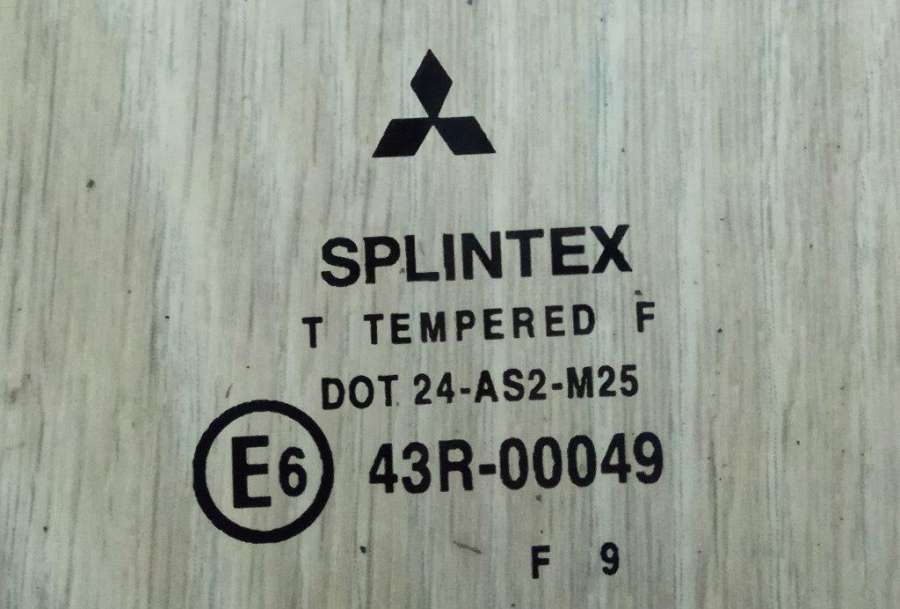 SPLINTEX
T TEMPERED F
DOT 24-AS2-M25
E6 43R-00049
F 9